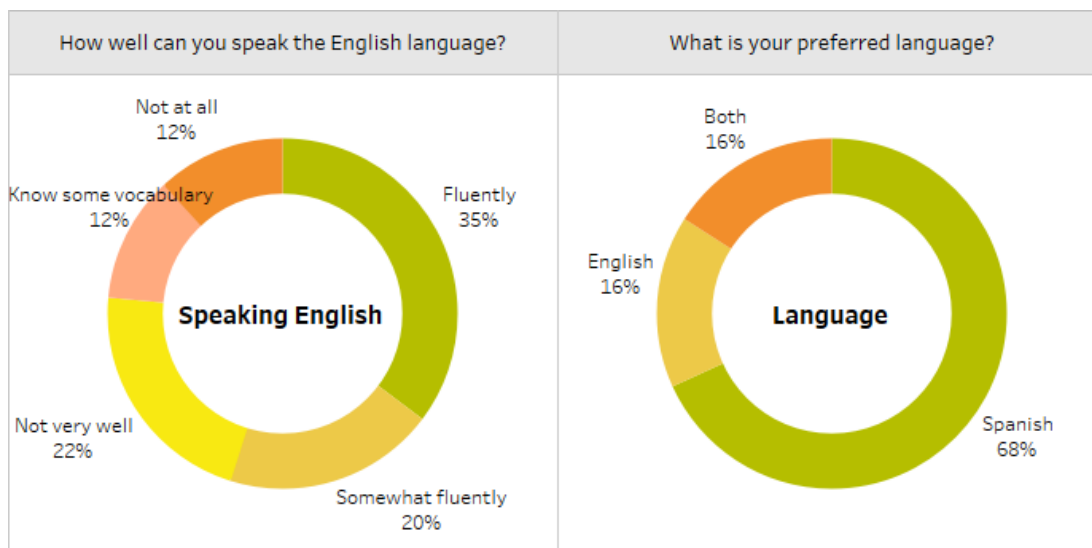 How well can you speak the English language?
What is your preferred language?
Not at all
12%
Know some vocabulary
12%
Fluently
35%
Speaking English
Not very well
22%
Somewhat fluently
20%
Both
16%
English
16%
Language
Spanish
68%